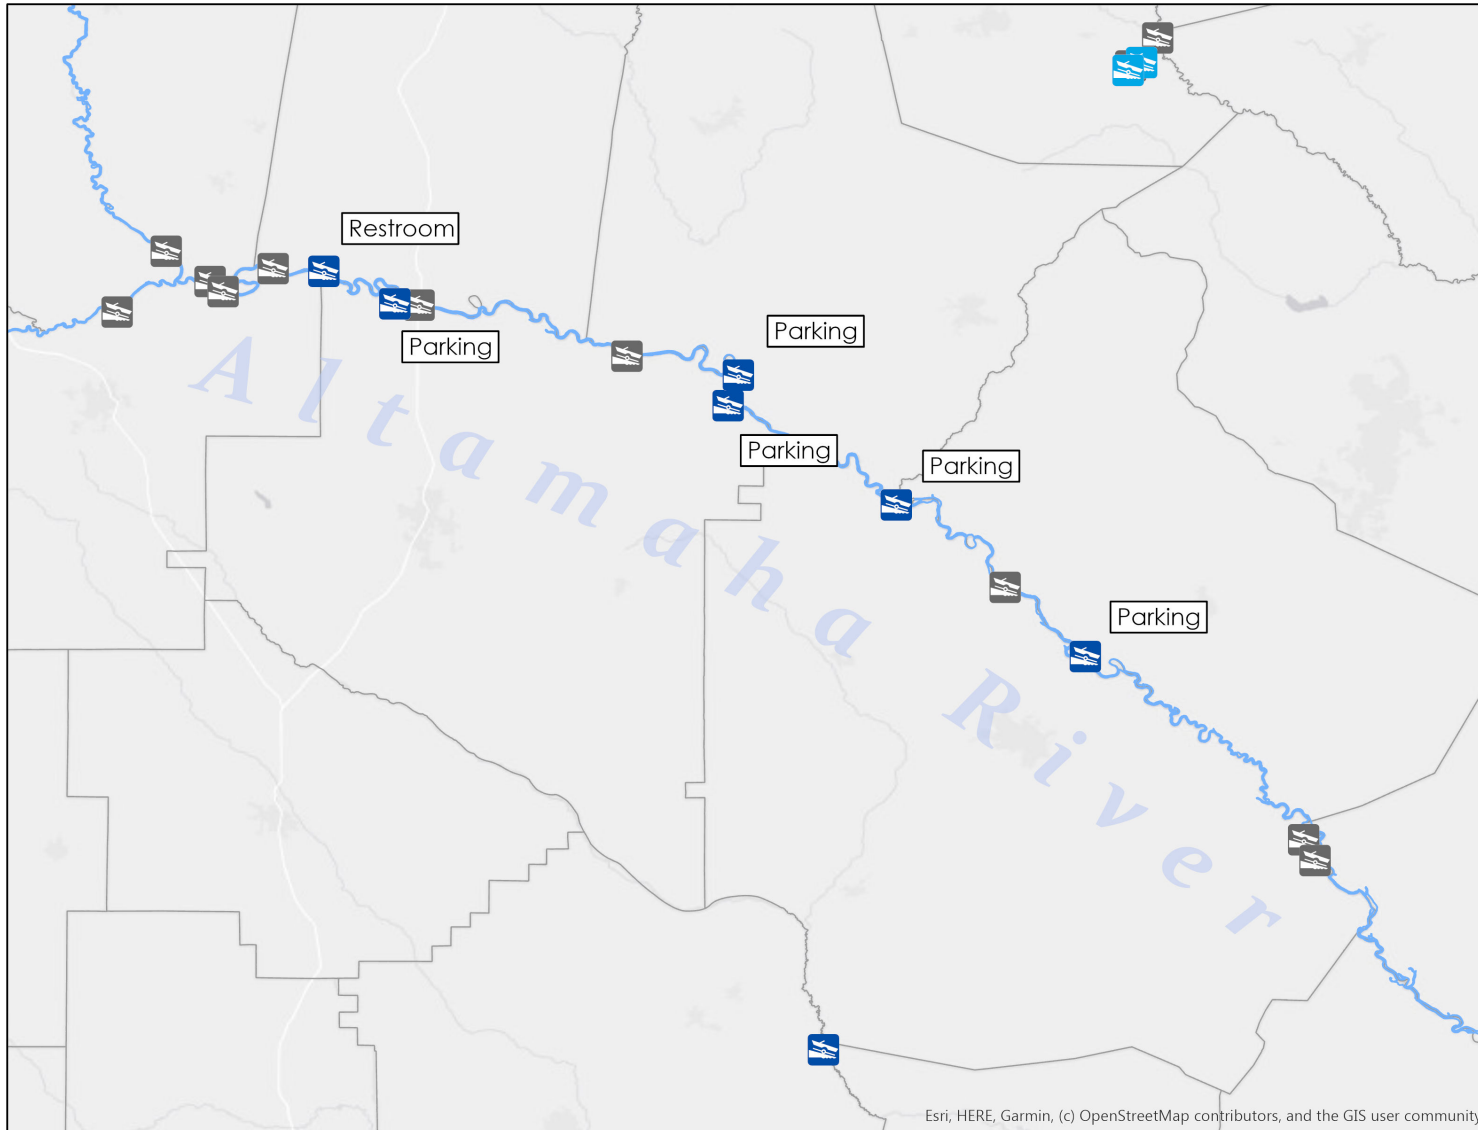 Restroom
Parking
Parking
Parking
Parking
Parking
Altamaha River
Esri, HERE, Garmin, (c) OpenStreetMap contributors, and the GIS user community